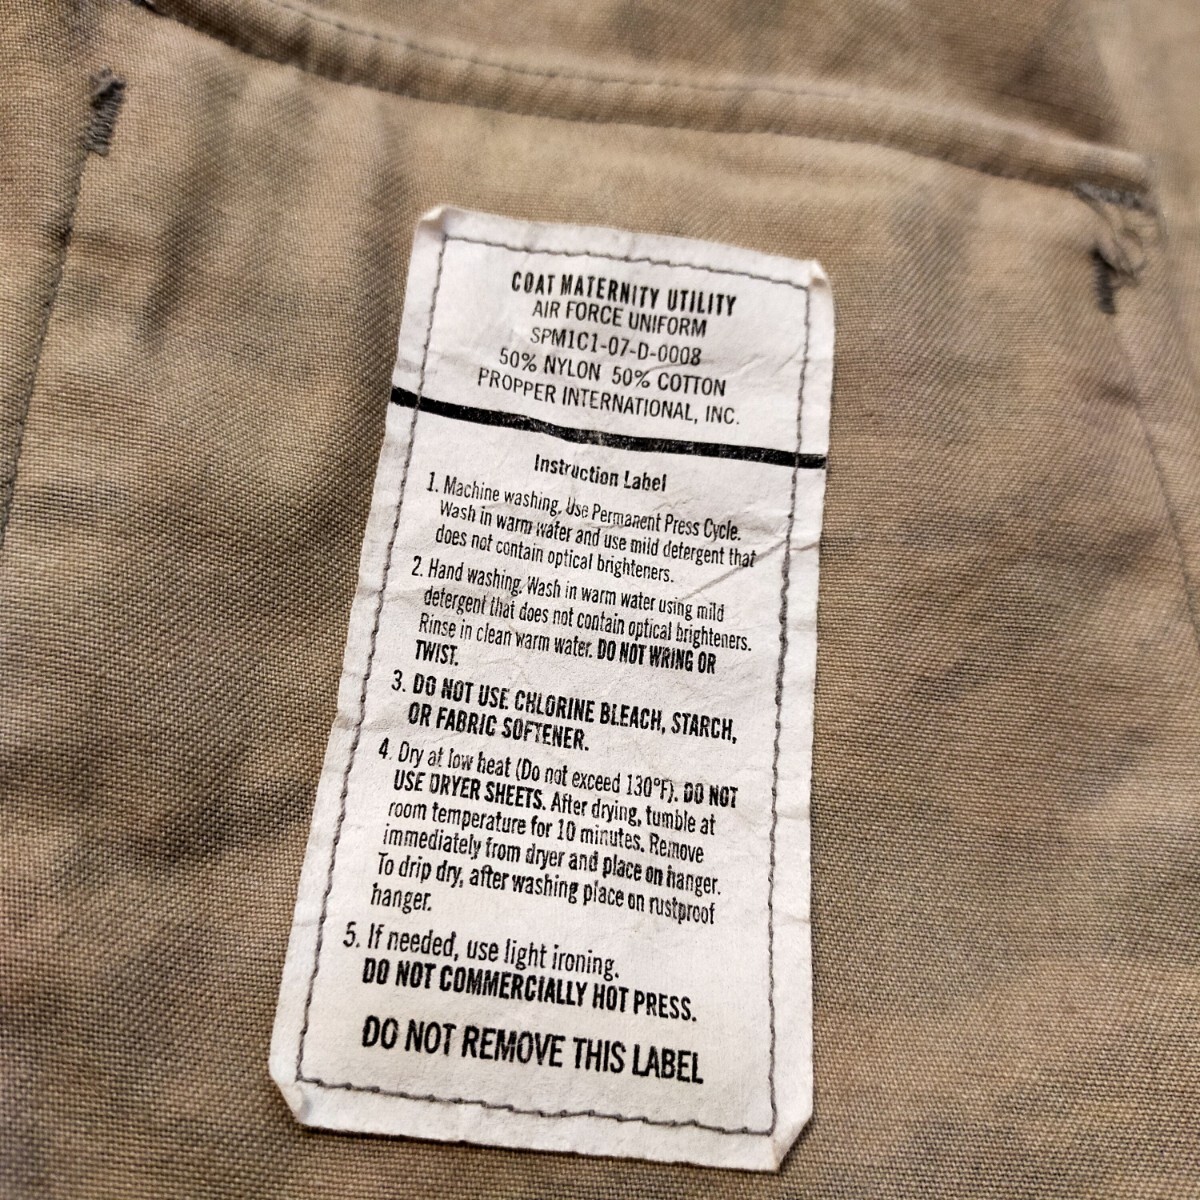 COAT MATERNITY UTILITY
AIR FORCE UNIFORM
SPM1C1-07-D-0008
50% NYLON 50% COTTON
PROPPER INTERNATIONAL, INC.
Instruction Label
1. Machine washing. Use Permanent Press Cycle.
Wash in warm water and use mild detergent that
does not contain optical brighteners.
2. Hand washing. Wash in warm water using mild
detergent that does not contain optical brighteners.
Rinse in clean warm water. DO NOT WRING OR
TWIST.
3. DO NOT USE CHLORINE BLEACH, STARCH,
OR FABRIC SOFTENER.
4. Dry at low heat (Do not exceed 130°F). DO NOT
USE DRYER SHEETS. After drying, tumble at
room temperature for 10 minutes. Remove
immediately from dryer and place on hanger.
To drip dry, after washing place on rustproof
hanger.
5. If needed, use light ironing.
DO NOT COMMERCIALLY HOT PRESS.
DO NOT REMOVE THIS LABEL